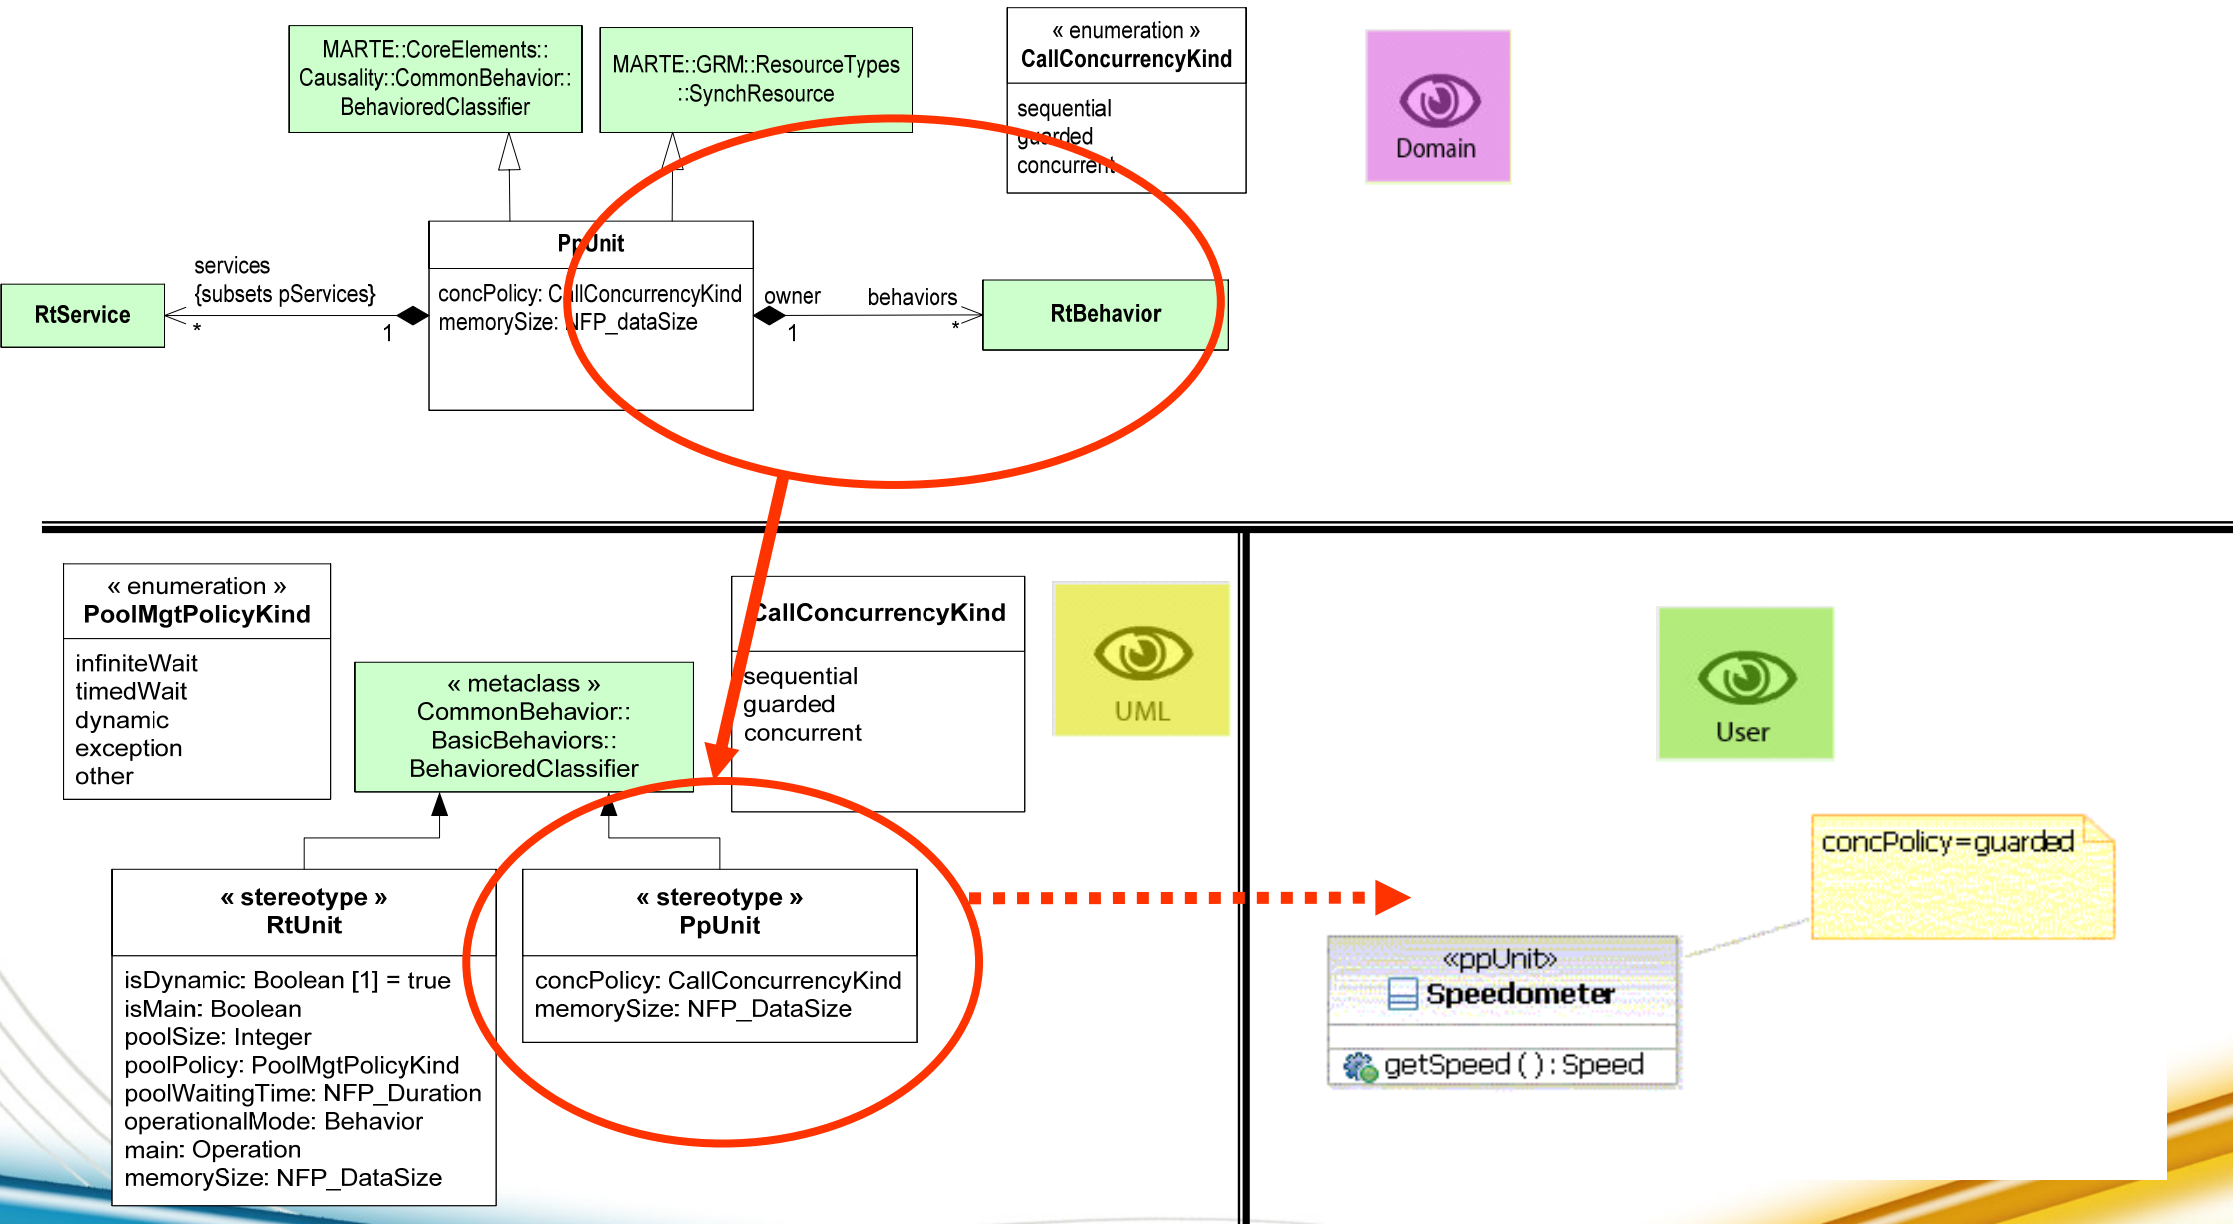 MARTE::CoreElements::
Causality::CommonBehavior::
BehavioredClassifier
MARTE::GRM::ResourceTypes
::SynchResource
« enumeration »
CallConcurrencyKind
sequential
guarded
concurrent
Domain
PpUnit
concPolicy: CallConcurrencyKind
memorySize: NFP_dataSize
services
{subsets pServices}
*
1
RtService
owner
1
behaviors
*
RtBehavior
« enumeration »
PoolMgtPolicyKind
infiniteWait
timedWait
dynamic
exception
other
« metaclass »
CommonBehavior::
BasicBehaviors::
BehavioredClassifier
CallConcurrencyKind
sequential
guarded
concurrent
UML
User
« stereotype »
RtUnit
isDynamic: Boolean [1] = true
isMain: Boolean
poolSize: Integer
poolPolicy: PoolMgtPolicyKind
poolWaitingTime: NFP_Duration
operationalMode: Behavior
main: Operation
memorySize: NFP_DataSize
« stereotype »
PpUnit
concPolicy: CallConcurrencyKind
memorySize: NFP_DataSize
concPolicy=guarded
«ppUnit»
Speedometer
getSpeed ( ) : Speed